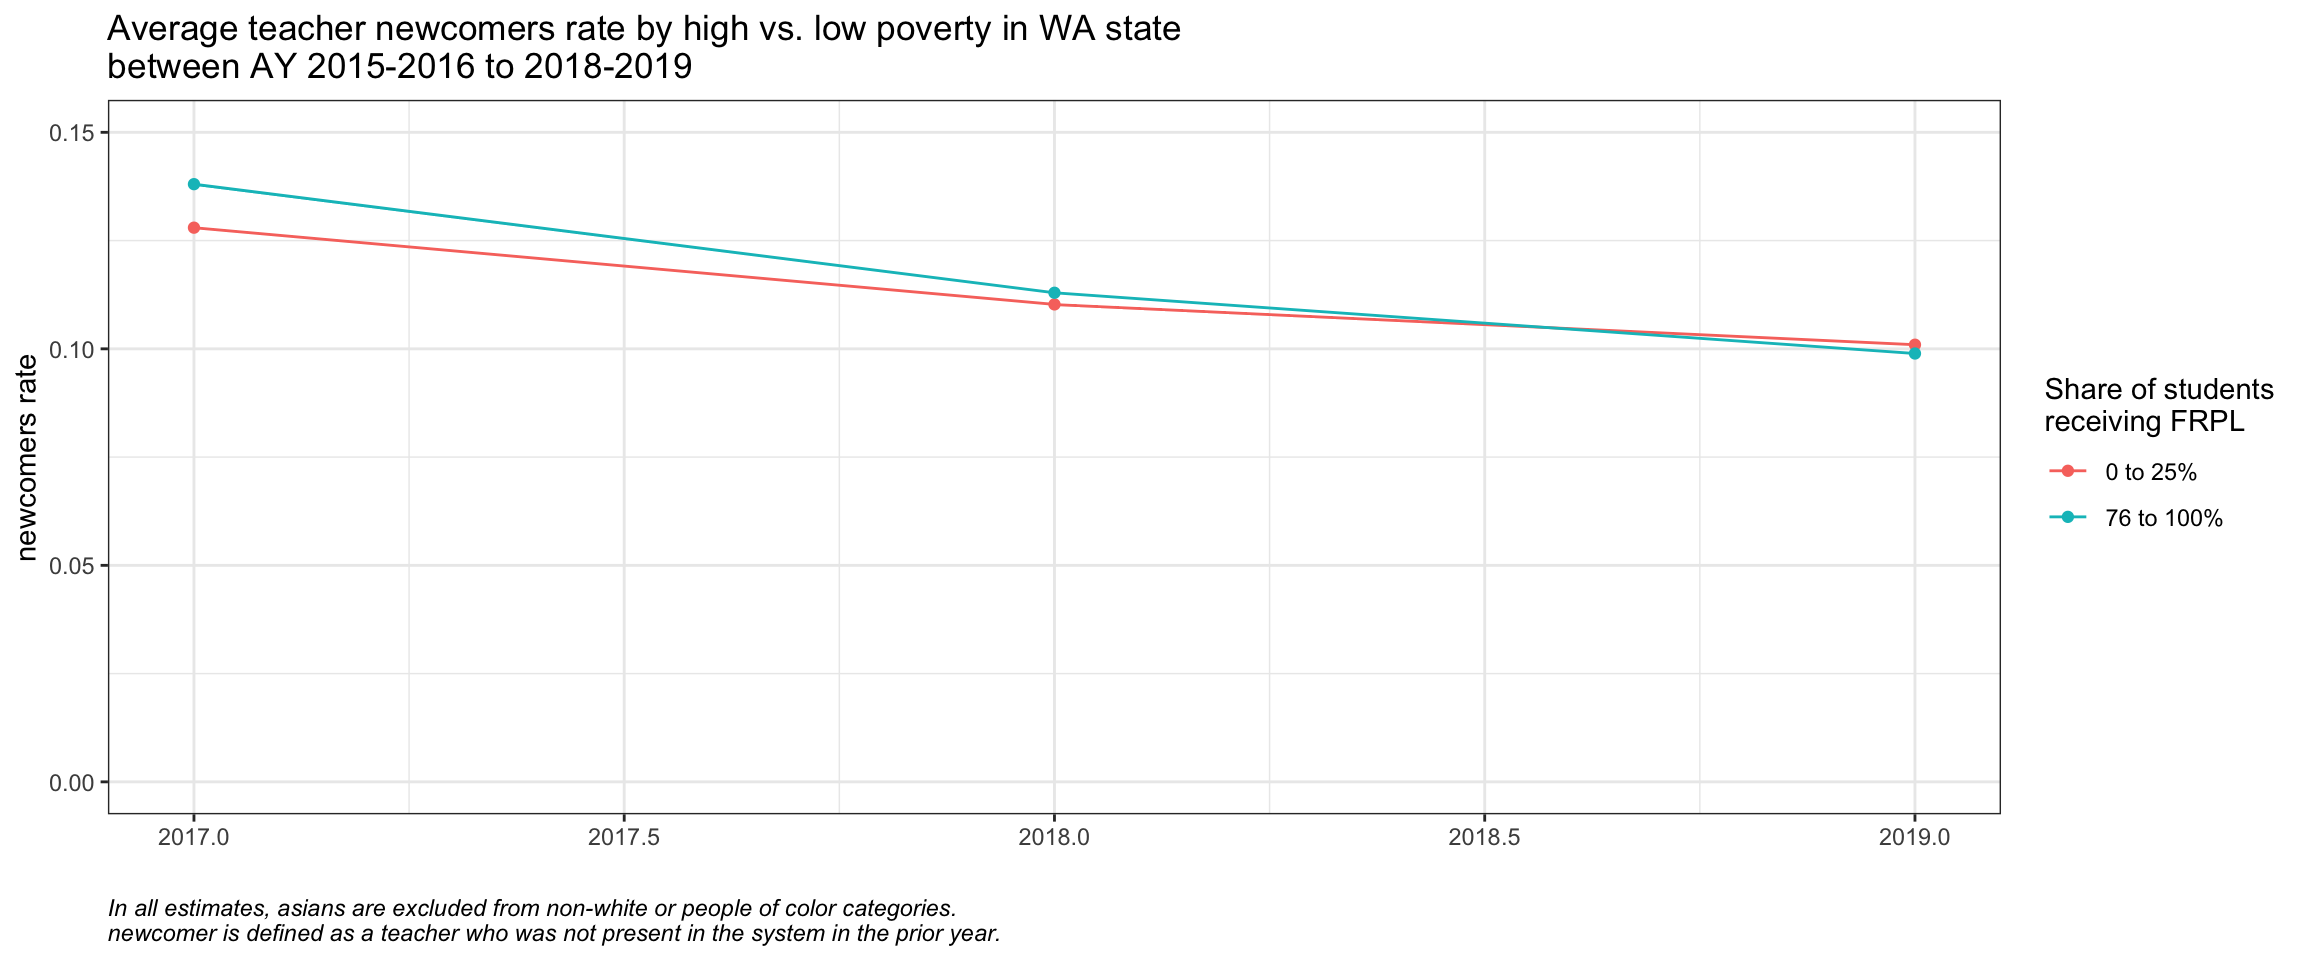 Average teacher newcomers rate by high vs. low poverty in WA state
between AY 2015-2016 to 2018-2019
0.15
0.10
0.05
0.00
newcomers rate
2017.0
2017.5
2018.0
2018.5
2019.0
Share of students
receiving FRPL
0 to 25%
76 to 100%
In all estimates, asians are excluded from non-white or people of color categories.
newcomer is defined as a teacher who was not present in the system in the prior year.